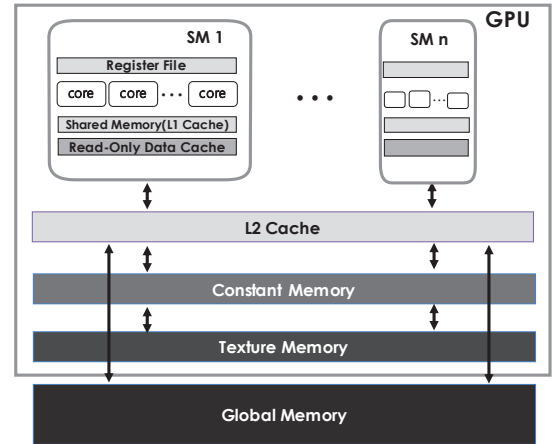 GPU
SM 1
Register File
core core ... core
Shared Memory(L1 Cache)
Read-Only Data Cache
...
SM n
...
L2 Cache
Constant Memory
Texture Memory
Global Memory